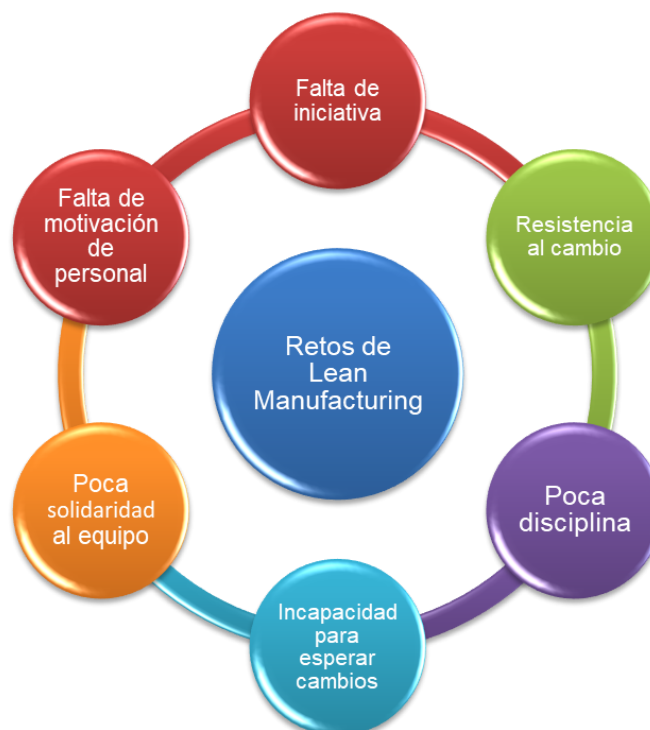 Falta de
iniciativa
Resistencia
al cambio
Poca
disciplina
Incapacidad
para
esperar
cambios
Poca
solidaridad
al equipo
Falta de
motivación
de
personal
Retos de
Lean
Manufacturing